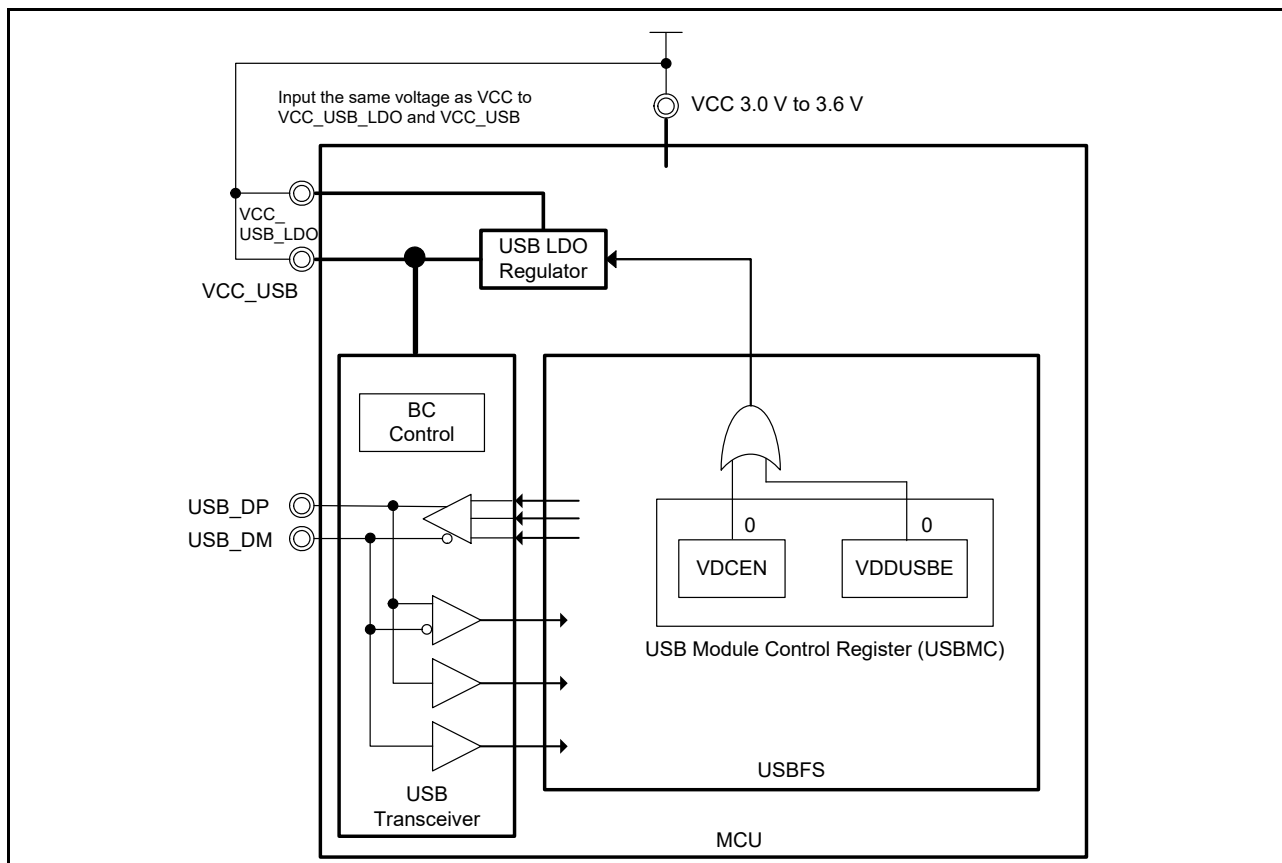 Input the same voltage as VCC to
VCC_USB_LDO and VCC_USB
VCC 3.0 V to 3.6 V
VCC_
USB_LDO
USB LDO
Regulator
VCC_USB
BC
Control
USB_DP
USB_DM
0
0
VDCEN
VDDUSBE
USB Module Control Register (USBMC)
USBFS
USB
Transceiver
MCU